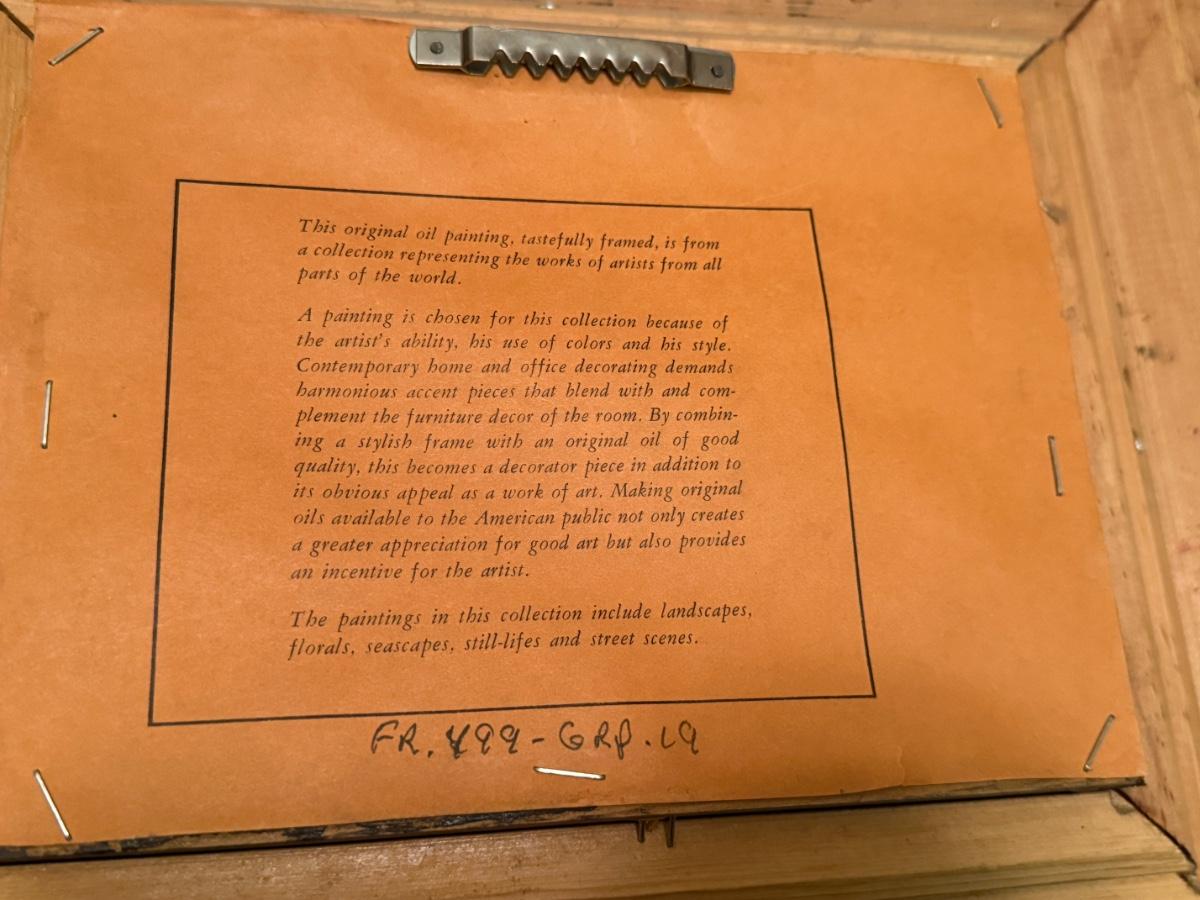 This original oil painting, tastefully framed, is from
a collection representing the works of artists from all
parts of the world.
A painting is chosen for this collection because of
the artist's ability, his use of colors and his style.
Contemporary home and office decorating demands
harmonious accent pieces that blend with and com-
plement the furniture decor of the room. By combin-
ing a stylish frame with an original oil of good
quality, this becomes a decorator piece in addition to
its obvious appeal as a work of art. Making original
oils available to the American public not only creates
a greater appreciation for good art but also provides
an incentive for the artist.
The paintings in this collection include landscapes,
florals, seascapes, still-lifes and street scenes.
FR. 499 - GRP. 19